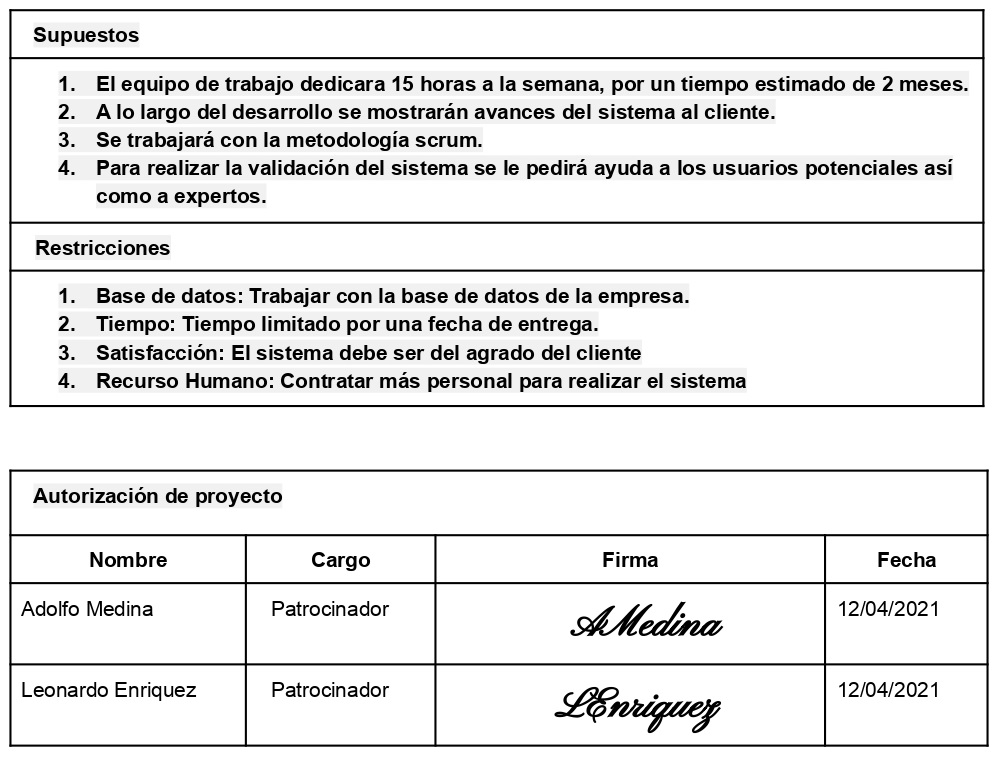 Supuestos
1. El equipo de trabajo dedicara 15 horas a la semana, por un tiempo estimado de 2 meses.
2. A lo largo del desarrollo se mostrarán avances del sistema al cliente.
3. Se trabajará con la metodología scrum.
4. Para realizar la validación del sistema se le pedirá ayuda a los usuarios potenciales así
como a expertos.
Restricciones
1. Base de datos: Trabajar con la base de datos de la empresa.
2. Tiempo: Tiempo limitado por una fecha de entrega.
3. Satisfacción: El sistema debe ser del agrado del cliente
4. Recurso Humano: Contratar más personal para realizar el sistema
Autorización de proyecto
Nombre Cargo Firma Fecha
Adolfo Medina Patrocinador AMedina 12/04/2021
Leonardo Enriquez Patrocinador LEnriquez 12/04/2021